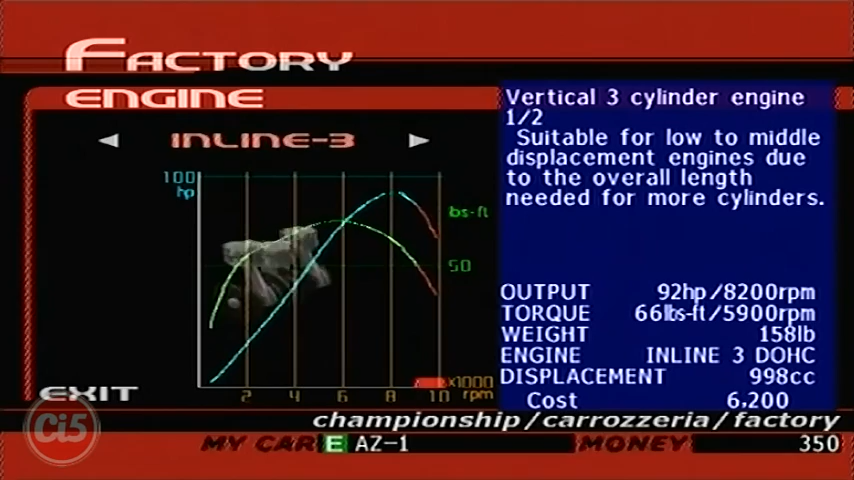 FACTORY
ENGINE
INLINE-3
100
hp
lbs-ft
50
x1000
rpm
2 4 6 8 10
Vertical 3 cylinder engine
1/2
Suitable for low to middle
displacement engines due
to the overall length
needed for more cylinders.
OUTPUT 92hp/8200rpm
TORQUE 66lbs-ft/5900rpm
WEIGHT 158lb
ENGINE INLINE 3 DOHC
DISPLACEMENT 998cc
Cost 6,200
EXIT
championship/carrozzeria/factory
Ci5
MY CAR E AZ-1 MONEY 350